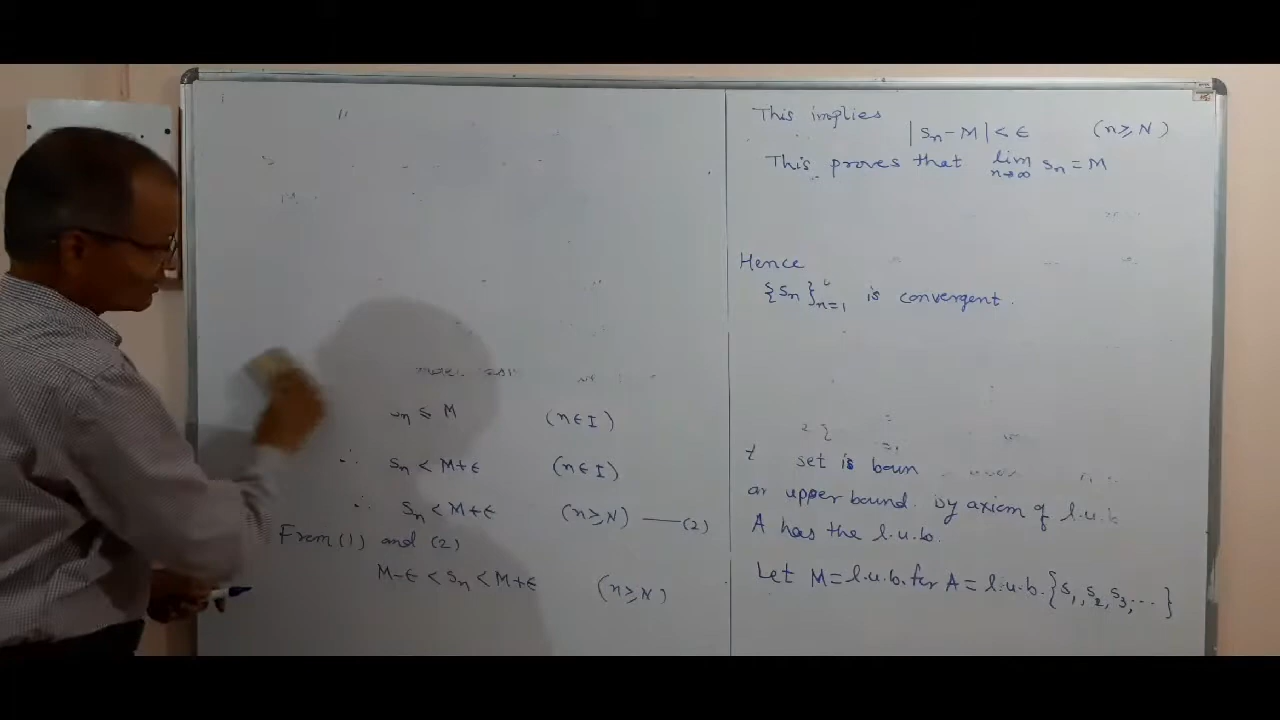 ≤ M (n∈I)
∴ Sn < M+ϵ (n∈I)
∴ Sn < M+ϵ (n≥N) —— (2)
From (1) and (2)
M-ϵ < Sn < M+ϵ (n≥N)
This implies
|Sn - M| < ϵ (n≥N)
This proves that lim n→∞ Sn = M
Hence
{Sn} n=1 is convergent.
set is boun
an upper bound. By axiom of l.u.b
A has the l.u.b.
Let M = l.u.b. for A = l.u.b. {S1, S2, S3, ...}